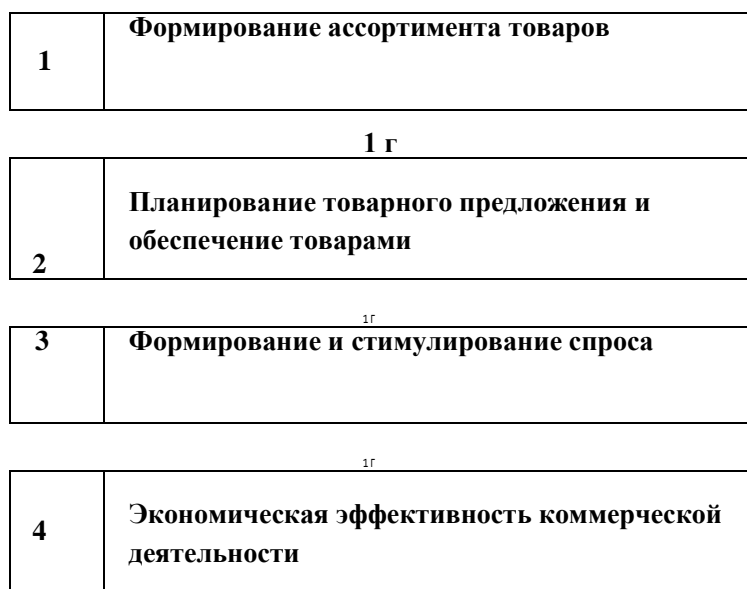 Формирование ассортимента товаров
1
1 г
Планирование товарного предложения и
обеспечение товарами
2
1Г
3 Формирование и стимулирование спроса
1Г
Экономическая эффективность коммерческой
4
деятельности